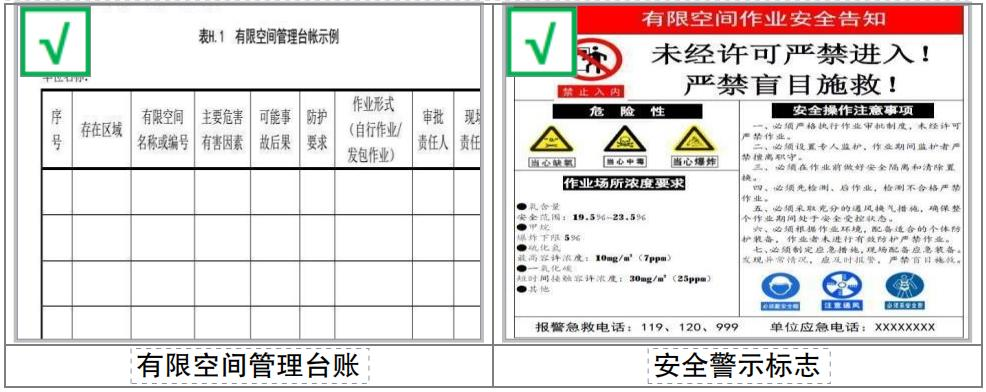 √
表H.1 有限空间管理台帐示例
序号
存在区域
有限空间
名称或编号
主要危害
有害因素
可能事
故后果
防护
要求
作业形式
（自行作业/
发包作业）
审批
责任人
有限空间管理台账
√
有限空间作业安全告知
禁止入内
未经许可严禁进入！
严禁盲目施救！
危险性
当心缺氧
当心中毒
当心爆炸
作业场所浓度要求
●氧含量
安全范围：19.5%~23.5%
●甲烷
爆炸下限 5%
●硫化氢
最高容许浓度：10mg/m³（7ppm）
●一氧化碳
短时间接触容许浓度：30mg/m³（25ppm）
●其他
安全操作注意事项
一、必须严格执行作业审批制度，未经许可
严禁作业。
二、必须设置专人监护，作业期间监护者严
禁擅离职守。
三、必须在作业前做好安全隔离和清除置
换。
四、必须先检测、后作业，检测不合格严禁
作业。
五、必须采取充分的通风换气措施，确保整
个作业期间处于安全受控状态。
六、必须根据作业环境，配备适合的个体防
护装备，作业者未进行有效防护严禁作业。
七、必须制定应急措施，现场配备应急装备。
发现异常情况，应及时报警，严禁盲目施救。
必须戴安全帽
注意通风
必须系安全带
报警急救电话：119、120、999 单位应急电话：XXXXXXXX
安全警示标志